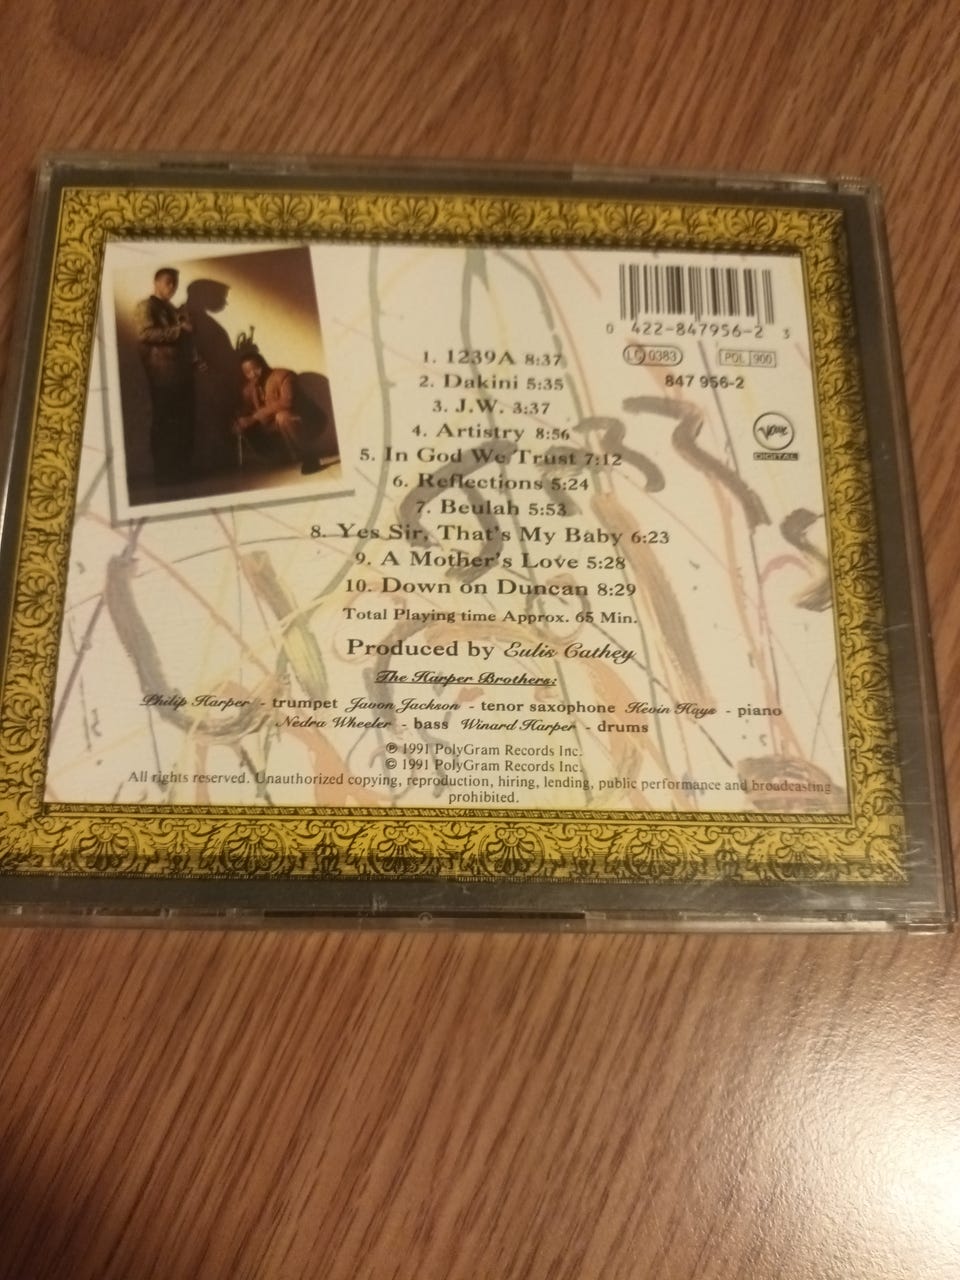 0 422-847956-2 3
LC 0383
POL 900
847 956-2
Verve
DIGITAL
1. 1239A 8:37
2. Dakini 5:35
3. J.W. 3:37
4. Artistry 8:56
5. In God We Trust 7:12
6. Reflections 5:24
7. Beulah 5:53
8. Yes Sir, That's My Baby 6:23
9. A Mother's Love 5:28
10. Down on Duncan 8:29
Total Playing time Approx. 65 Min.
Produced by Eulis Cathey
The Harper Brothers:
Philip Harper - trumpet Javon Jackson - tenor saxophone Kevin Hays - piano
Nedra Wheeler - bass Winard Harper - drums
℗ 1991 PolyGram Records Inc.
© 1991 PolyGram Records Inc.
All rights reserved. Unauthorized copying, reproduction, hiring, lending, public performance and broadcasting
prohibited.